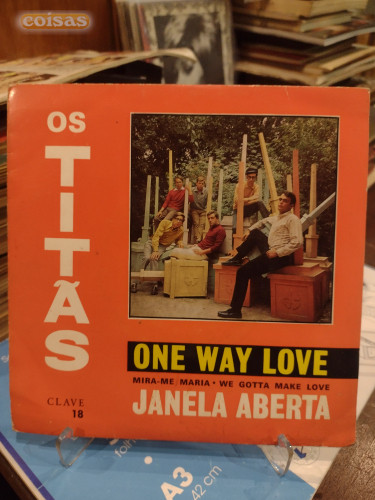 coisas
OS
TITÃS
ONE WAY LOVE
MIRA-ME MARIA • WE GOTTA MAKE LOVE
CLAVE
18
JANELA ABERTA
A3
42 cm